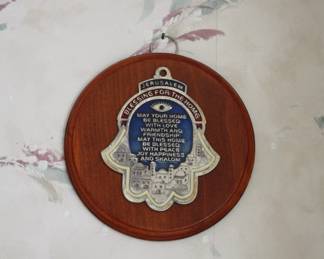 JERUSALEM
BLESSING FOR THE HOME
MAY YOUR HOME
BE BLESSED
WITH LOVE
WARMTH AND
FRIENDSHIP
MAY THIS HOME
BE BLESSED
WITH PEACE
JOY HAPPINESS
AND SHALOM